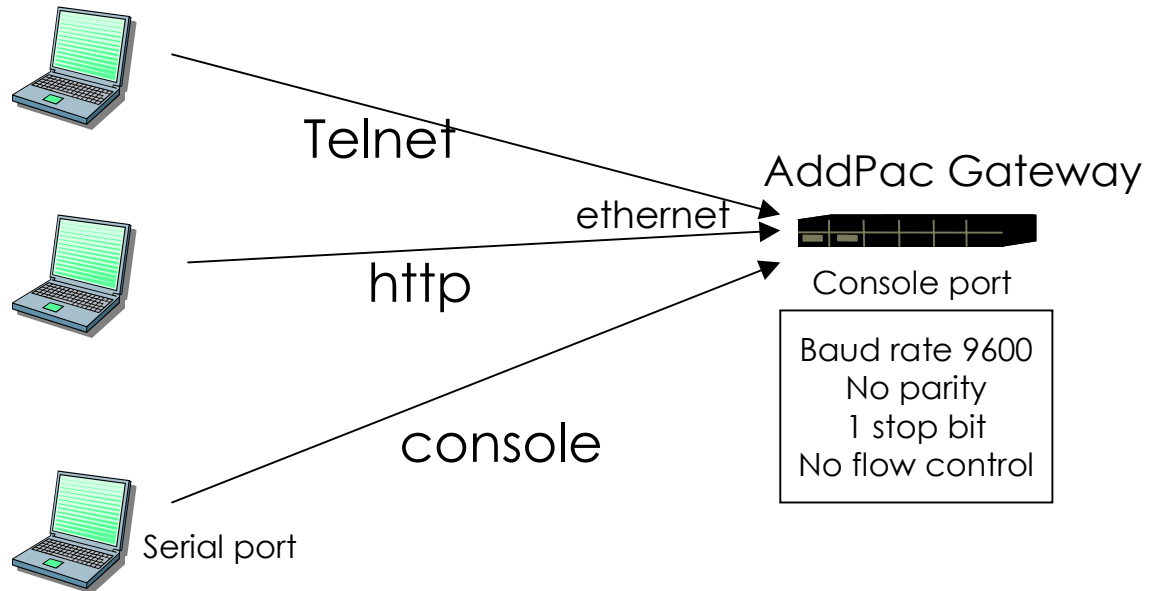 Telnet
AddPac Gateway
ethernet
http
Console port
Baud rate 9600
No parity
1 stop bit
No flow control
console
Serial port